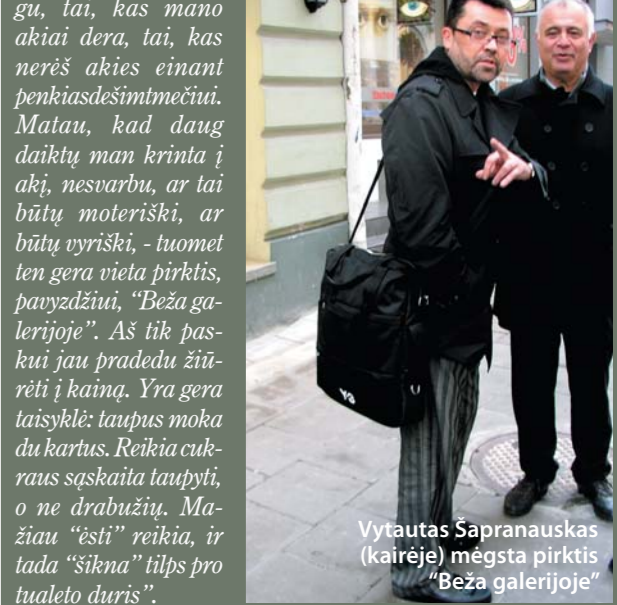 gu, tai, kas mano
akiai dera, tai, kas
nerėš akies einant
penkiasdešimtmečiui.
Matau, kad daug
daiktų man krinta į
akį, nesvarbu, ar tai
būtų moteriški, ar
būtų vyriški, - tuomet
ten gera vieta pirktis,
pavyzdžiui, “Beža ga-
lerijoje”. Aš tik pas-
kui jau pradedu žiū-
rėti į kainą. Yra gera
taisyklė: taupus moka
du kartus. Reikia cuk-
raus sąskaita taupyti,
o ne drabužių. Ma-
žiau “ėsti” reikia, ir
tada “šikna” tilps pro
tualeto duris”.
Y-3
Vytautas Šapranauskas
(kairėje) mėgsta pirktis
“Beža galerijoje”